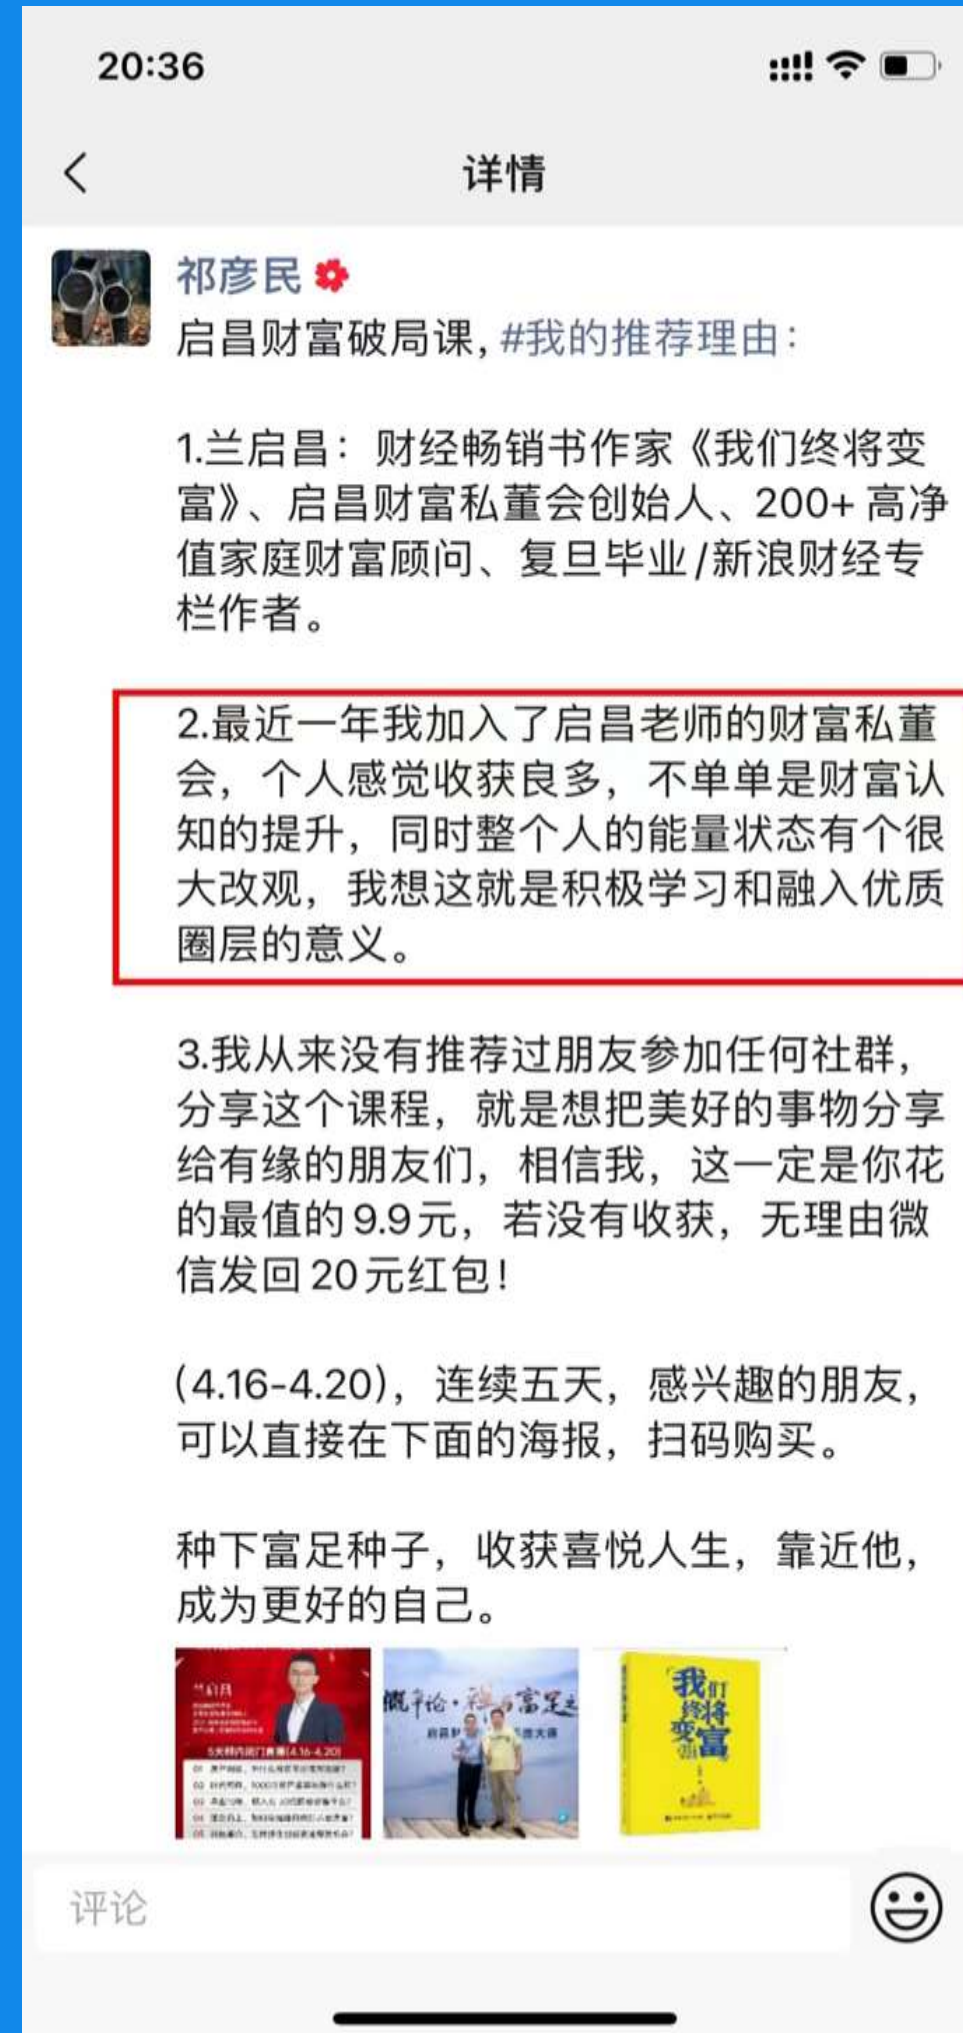 20:36
详情
祁彦民
启昌财富破局课, #我的推荐理由：
1.兰启昌：财经畅销书作家《我们终将变
富》、启昌财富私董会创始人、200+ 高净
值家庭财富顾问、复旦毕业/新浪财经专
栏作者。
2.最近一年我加入了启昌老师的财富私董
会，个人感觉收获良多，不单单是财富认
知的提升，同时整个人的能量状态有个很
大改观，我想这就是积极学习和融入优质
圈层的意义。
3.我从来没有推荐过朋友参加任何社群，
分享这个课程，就是想把美好的事物分享
给有缘的朋友们，相信我，这一定是你花
的最值的9.9元，若没有收获，无理由微
信发回20元红包！
(4.16-4.20)，连续五天，感兴趣的朋友，
可以直接在下面的海报，扫码购买。
种下富足种子，收获喜悦人生，靠近他，
成为更好的自己。
兰启昌
(4.16-4.20)
01
02
03
04
05
我们
终将
变富
评论